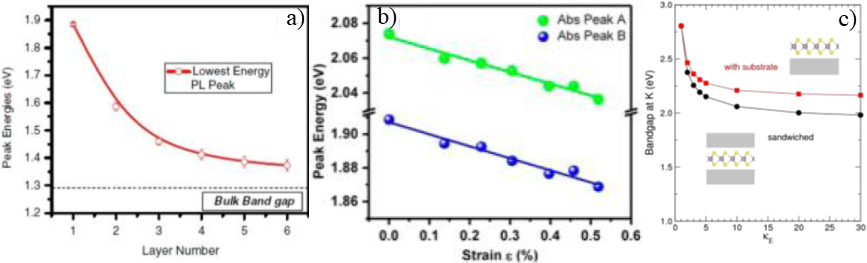 a)
1.9
1.8
1.7
1.6
1.5
1.4
1.3
1.2
Peak Energies (eV)
Lowest Energy
PL Peak
Bulk Band gap
1 2 3 4 5 6
Layer Number
b)
2.08
2.06
2.04
1.90
1.88
1.86
Peak Energy (eV)
Abs Peak A
Abs Peak B
0.0 0.1 0.2 0.3 0.4 0.5 0.6
Strain ε (%)
c)
3.0
2.5
2.0
1.5
1.0
Bandgap at K (eV)
with substrate
sandwiched
0 5 10 15 20 25 30
κE